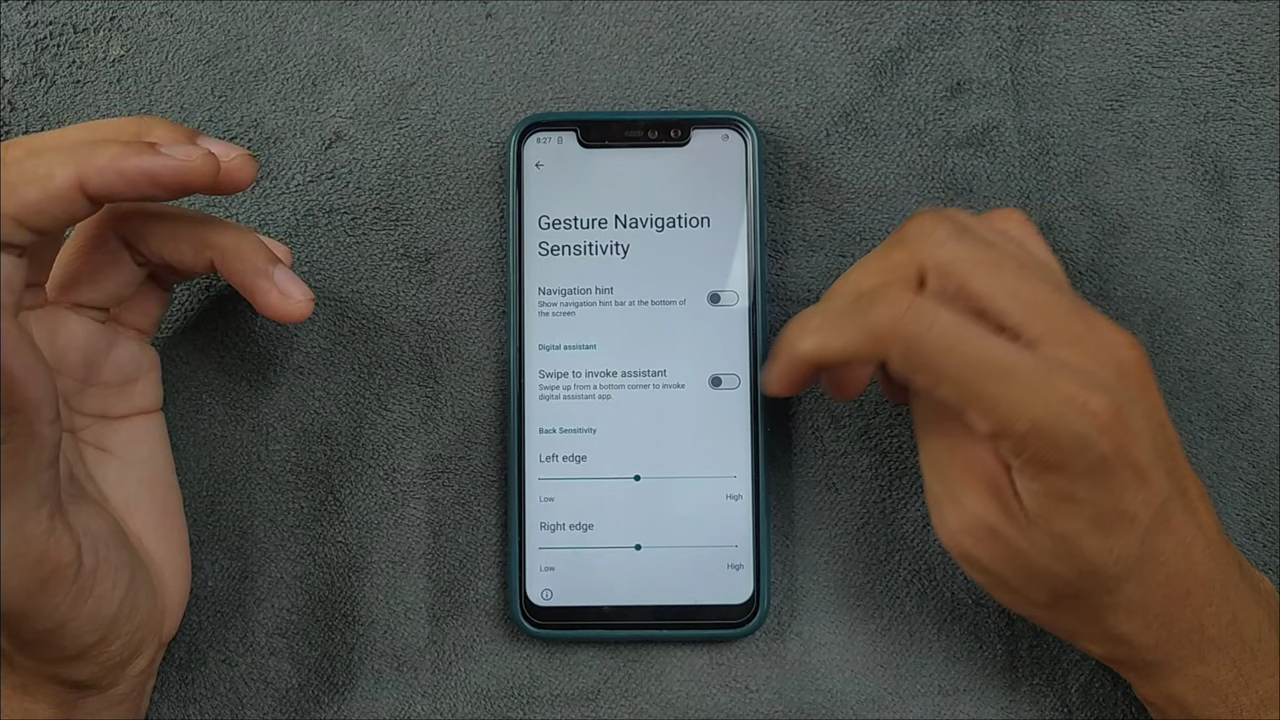 8:27
Gesture Navigation
Sensitivity
Navigation hint
Show navigation hint bar at the bottom of
the screen
Digital assistant
Swipe to invoke assistant
Swipe up from a bottom corner to invoke
digital assistant app.
Back Sensitivity
Left edge
Low High
Right edge
Low High